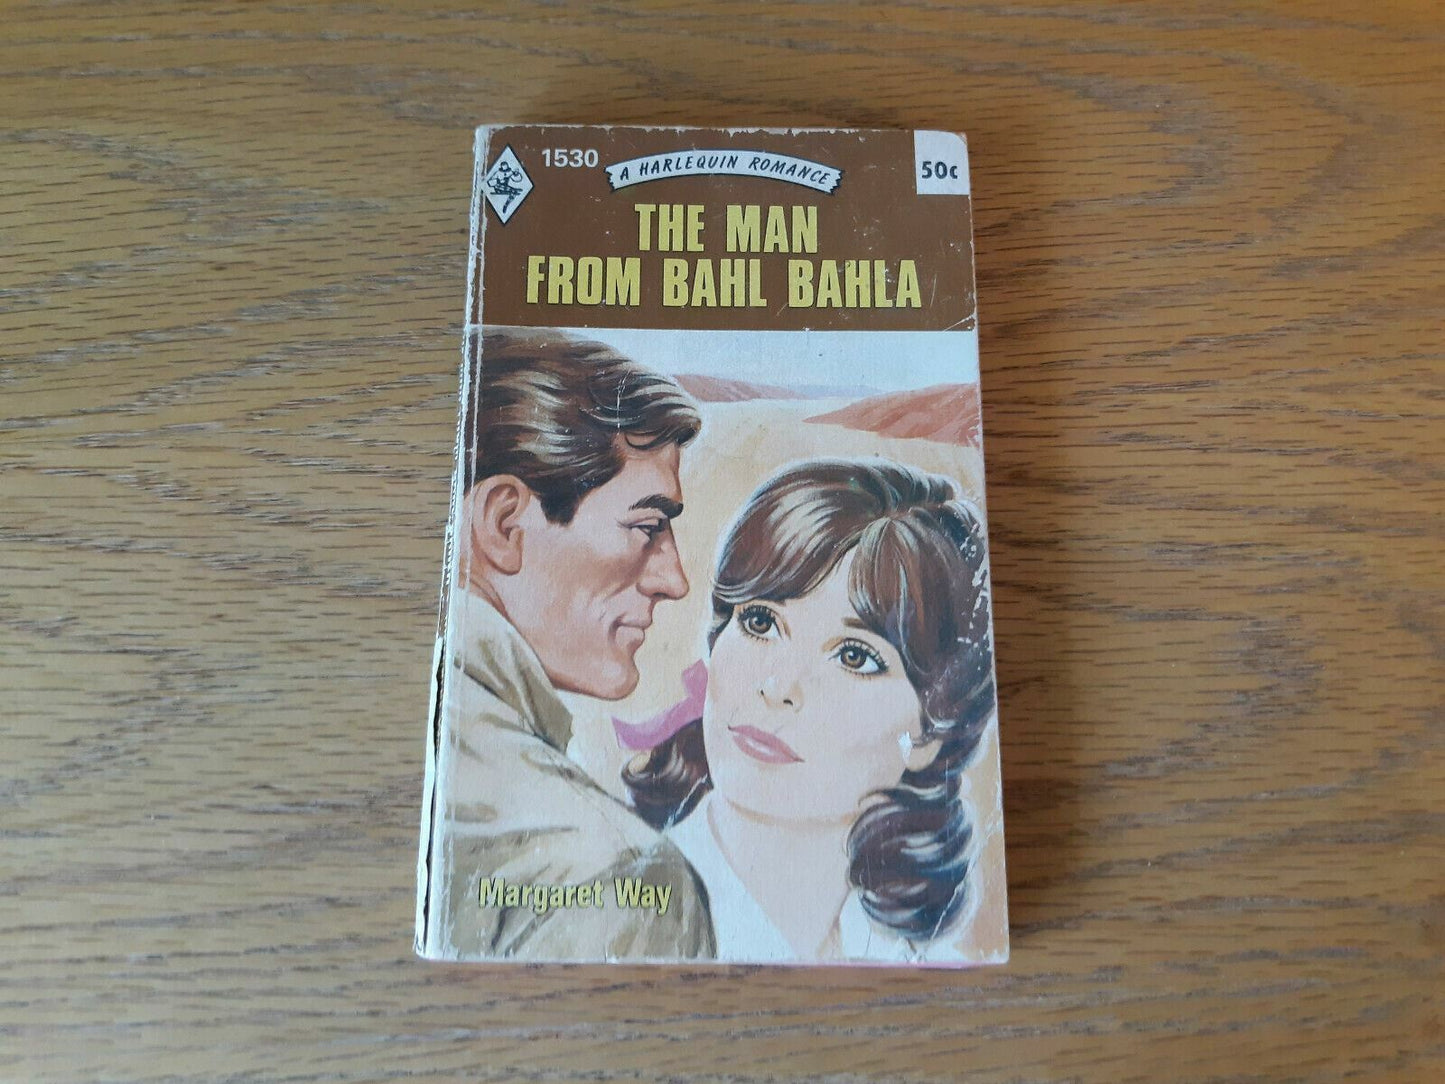 1530
A HARLEQUIN ROMANCE
50c
THE MAN
FROM BAHL BAHLA
Margaret Way